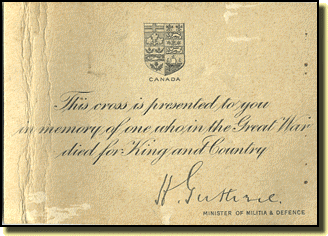 CANADA
This cross is presented to you
in memory of one who, in the Great War
died for King and Country
H. Guthrie.
MINISTER OF MILITIA & DEFENCE